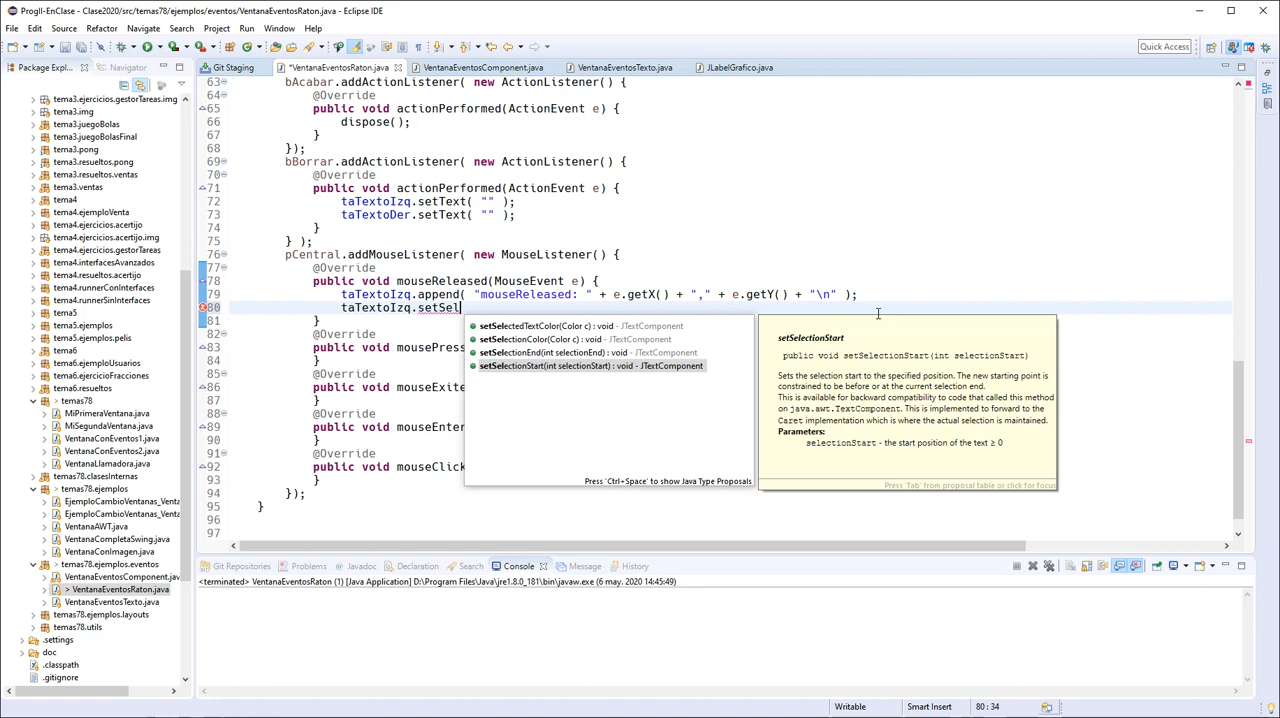 ProgII-EnClase - Clase2020/src/temas78/ejemplos/eventos/VentanaEventosRaton.java - Eclipse IDE
File Edit Source Refactor Navigate Search Project Run Window Help
Quick Access
Package Expl...
Navigator
Git Staging
*VentanaEventosRaton.java
VentanaEventosComponent.java
VentanaEventosTexto.java
JLabelGrafico.java
tema3.ejercicios.gestorTareas.img
tema3.img
tema3.juegoBolas
tema3.juegoBolasFinal
tema3.pong
tema3.resueltos.pong
tema3.resueltos.ventas
tema3.ventas
tema4
tema4.ejemploVenta
tema4.ejercicios.acertijo
tema4.ejercicios.acertijo.img
tema4.ejercicios.gestorTareas
tema4.interfacesAvanzados
tema4.resueltos.acertijo
tema4.runnerConInterfaces
tema4.runnerSinInterfaces
tema5
tema5.ejemplos
tema5.ejemplos.pelis
tema6
tema6.ejemploUsuarios
tema6.ejercicioFracciones
tema6.resueltos
> temas78
MiPrimeraVentana.java
MiSegundaVentana.java
VentanaConEventos1.java
VentanaConEventos2.java
VentanaLlamadora.java
temas78.clasesInternas
temas78.ejemplos
EjemploCambioVentanas_Venta
EjemploCambioVentanas_Venta
VentanaAWT.java
VentanaCompletaSwing.java
VentanaConImagen.java
> temas78.ejemplos.eventos
VentanaEventosComponent.java
> VentanaEventosRaton.java
VentanaEventosTexto.java
temas78.ejemplos.layouts
temas78.utils
.settings
doc
.classpath
.gitignore
63 bAcabar.addActionListener( new ActionListener() {
64 @Override
65 public void actionPerformed(ActionEvent e) {
66 dispose();
67 }
68 });
69 bBorrar.addActionListener( new ActionListener() {
70 @Override
71 public void actionPerformed(ActionEvent e) {
72 taTextoIzq.setText( "" );
73 taTextoDer.setText( "" );
74 }
75 } );
76 pCentral.addMouseListener( new MouseListener() {
77 @Override
78 public void mouseReleased(MouseEvent e) {
79 taTextoIzq.append( "mouseReleased: " + e.getX() + "," + e.getY() + "\n" );
80 taTextoIzq.setSel
81 }
82 @Override
83 public void mousePress
84 }
85 @Override
86 public void mouseExite
87 }
88 @Override
89 public void mouseEnter
90 }
91 @Override
92 public void mouseClick
93 }
94 });
95 }
96
97
setSelectedTextColor(Color c) : void - JTextComponent
setSelectionColor(Color c) : void - JTextComponent
setSelectionEnd(int selectionEnd) : void - JTextComponent
setSelectionStart(int selectionStart) : void - JTextComponent
Press 'Ctrl+Space' to show Java Type Proposals
setSelectionStart
public void setSelectionStart(int selectionStart)
Sets the selection start to the specified position. The new starting point is
constrained to be before or at the current selection end.
This is available for backward compatibility to code that called this method
on java.awt.TextComponent. This is implemented to forward to the
Caret implementation which is where the actual selection is maintained.
Parameters:
selectionStart - the start position of the text ≥ 0
Press 'Tab' from proposal table or click for focus
Git Repositories
Problems
Javadoc
Declaration
Search
Console
Message
History
<terminated> VentanaEventosRaton (1) [Java Application] D:\Program Files\Java\jre1.8.0_181\bin\javaw.exe (6 may. 2020 14:45:49)
Writable
Smart Insert
80 : 34